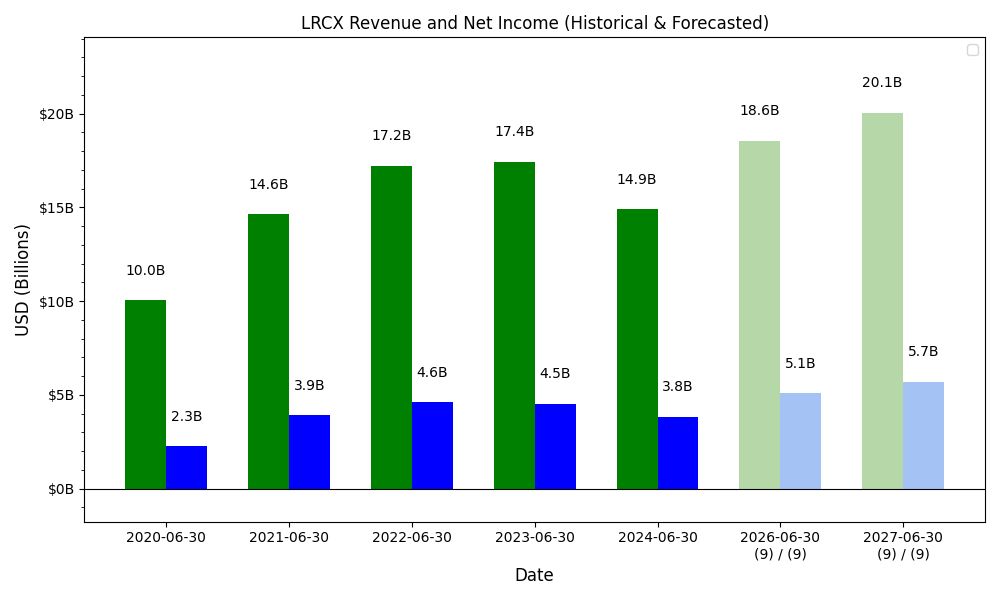 LRCX Revenue and Net Income (Historical & Forecasted)
USD (Billions)
$20B
$15B
$10B
$5B
$0B
10.0B
2.3B
14.6B
3.9B
17.2B
4.6B
17.4B
4.5B
14.9B
3.8B
18.6B
5.1B
20.1B
5.7B
2020-06-30
2021-06-30
2022-06-30
2023-06-30
2024-06-30
2026-06-30
(9) / (9)
2027-06-30
(9) / (9)
Date